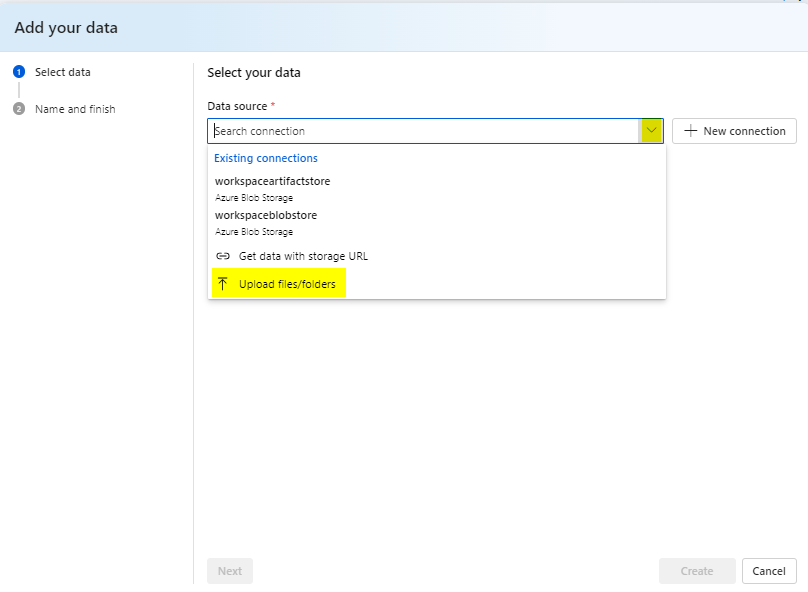 Add your data
1 Select data
2 Name and finish
Select your data
Data source *
Search connection
New connection
Existing connections
workspaceartifactstore
Azure Blob Storage
workspaceblobstore
Azure Blob Storage
Get data with storage URL
Upload files/folders
Next
Create
Cancel